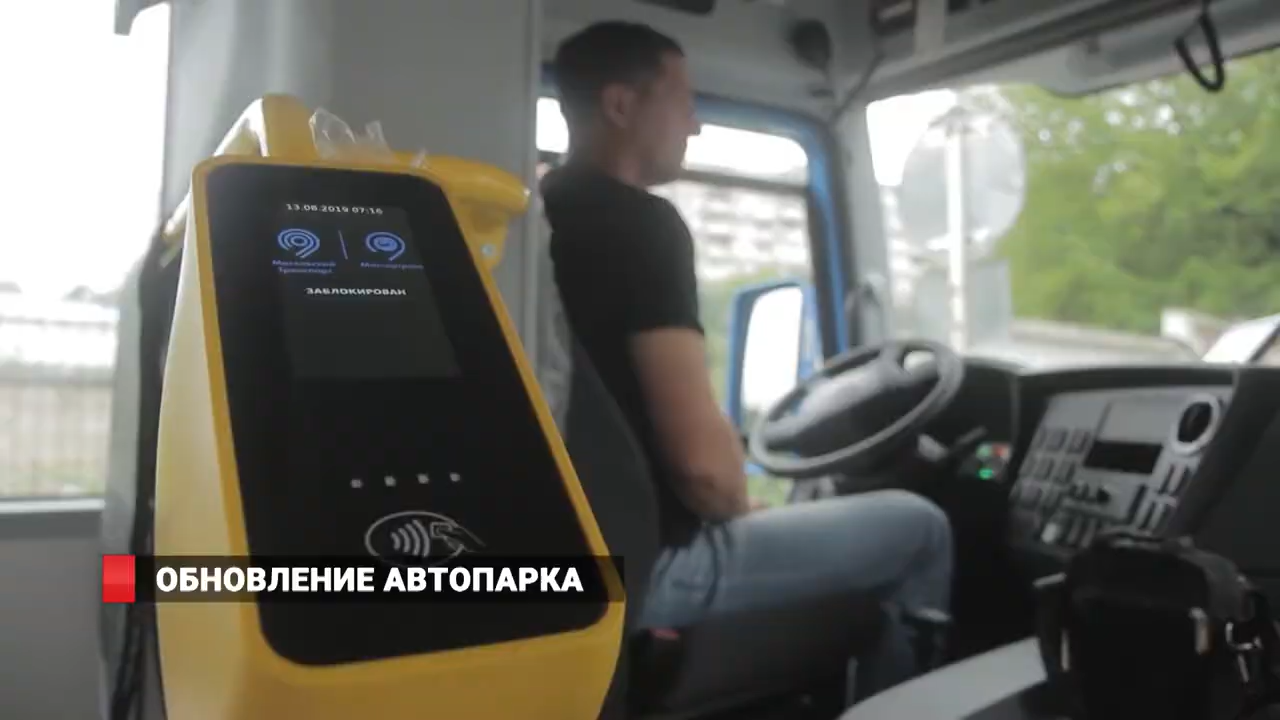 13.08.2019 07:16
Московский
Транспорт
Мосгортранс
ЗАБЛОКИРОВАН
ОБНОВЛЕНИЕ АВТОПАРКА